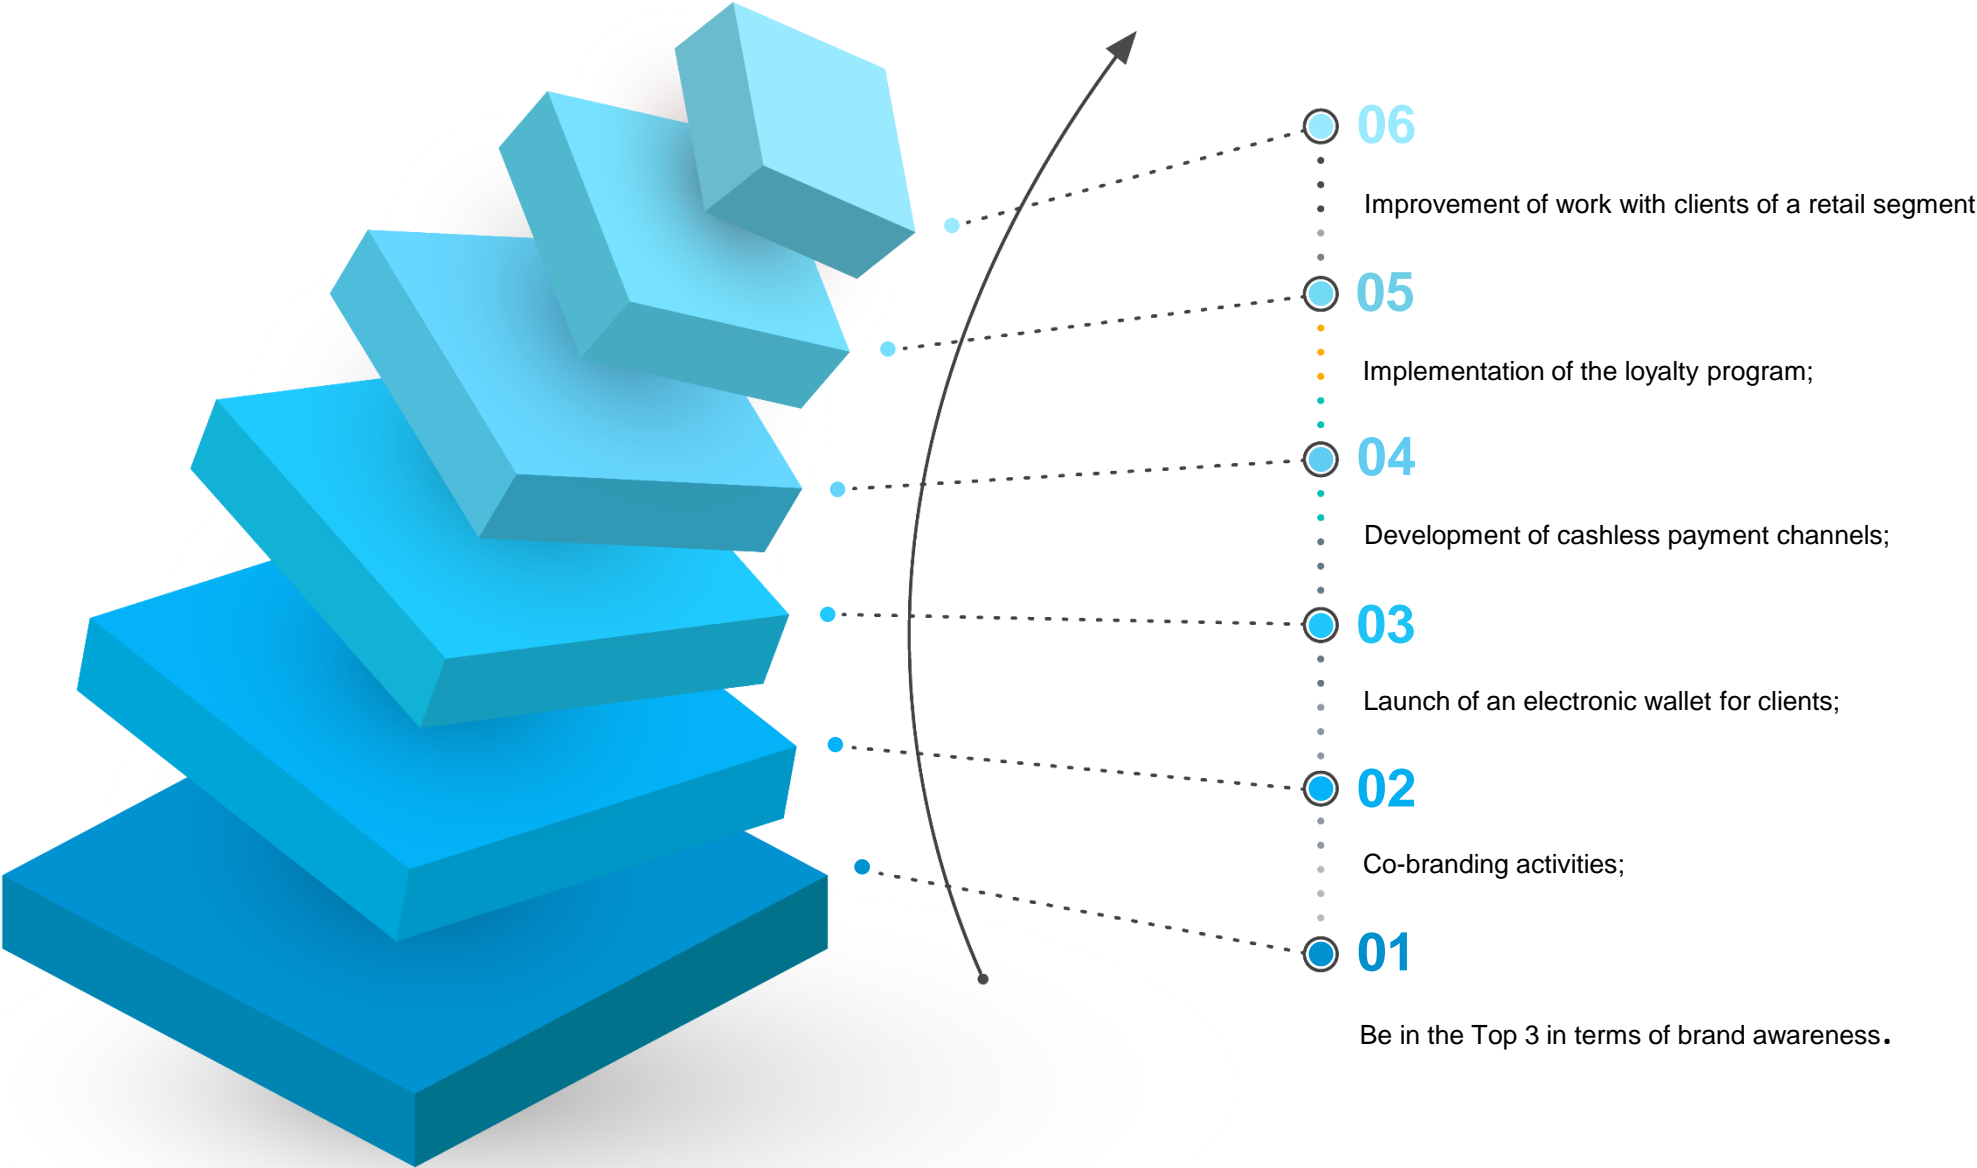 06
Improvement of work with clients of a retail segment
05
Implementation of the loyalty program;
04
Development of cashless payment channels;
03
Launch of an electronic wallet for clients;
02
Co-branding activities;
01
Be in the Top 3 in terms of brand awareness.